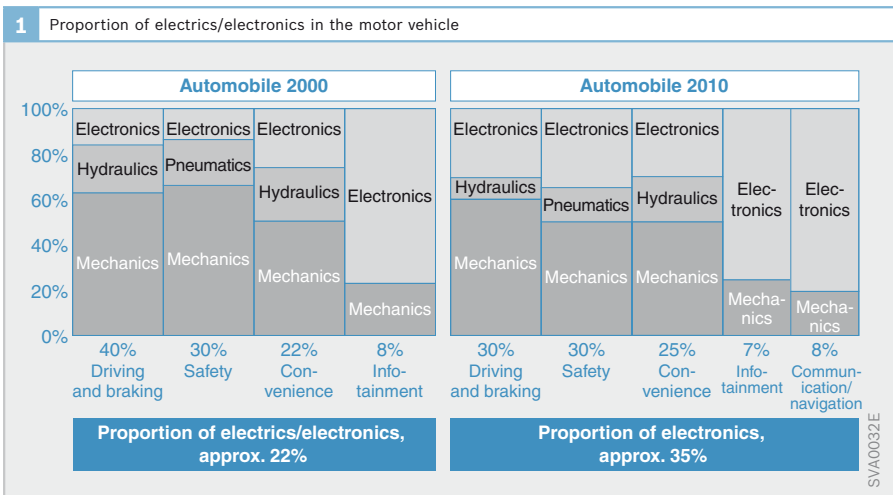 1 Proportion of electrics/electronics in the motor vehicle
Automobile 2000
100%
80%
60%
40%
20%
0%
Electronics
Hydraulics
Mechanics
Electronics
Pneumatics
Mechanics
Electronics
Hydraulics
Mechanics
Electronics
Mechanics
40%
Driving
and braking
30%
Safety
22%
Con-
venience
8%
Info-
tainment
Proportion of electrics/electronics,
approx. 22%
Automobile 2010
Electronics
Hydraulics
Mechanics
Electronics
Pneumatics
Mechanics
Electronics
Hydraulics
Mechanics
Elec-
tronics
Mecha-
nics
Elec-
tronics
Mecha-
nics
30%
Driving
and braking
30%
Safety
25%
Con-
venience
7%
Info-
tainment
8%
Commun-
ication/
navigation
Proportion of electronics,
approx. 35%
SVA0032E